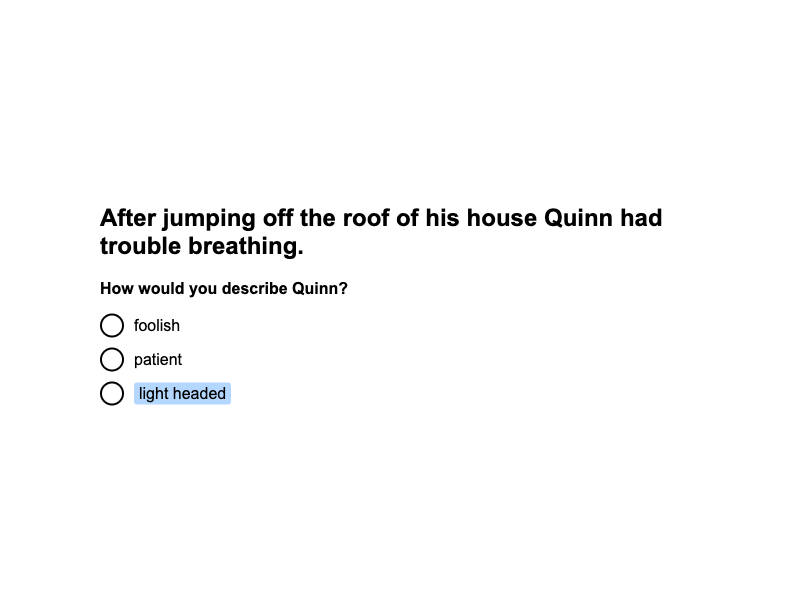 After jumping off the roof of his house Quinn had
trouble breathing.
How would you describe Quinn?
foolish
patient
light headed